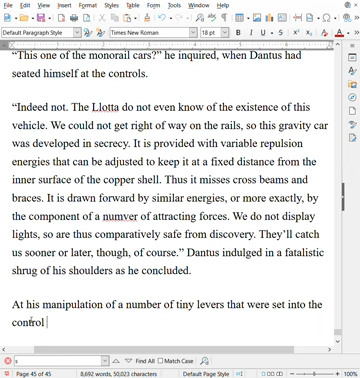 File Edit View Insert Format Styles Table Form Tools Window Help
Default Paragraph Style Times New Roman 18 pt B I U S A
“This one of the monorail cars?” he inquired, when Dantus had
seated himself at the controls.
“Indeed not. The Llotta do not even know of the existence of this
vehicle. We could not get right of way on the rails, so this gravity car
was developed in secrecy. It is provided with variable repulsion
energies that can be adjusted to keep it at a fixed distance from the
inner surface of the copper shell. Thus it misses cross beams and
braces. It is drawn forward by similar energies, or more exactly, by
the component of a numver of attracting forces. We do not display
lights, so are thus comparatively safe from discovery. They’ll catch
us sooner or later, though, of course.” Dantus indulged in a fatalistic
shrug of his shoulders as he concluded.
At his manipulation of a number of tiny levers that were set into the
control
s Find All Match Case
Page 45 of 45 8,692 words, 50,023 characters Default Page Style 100%